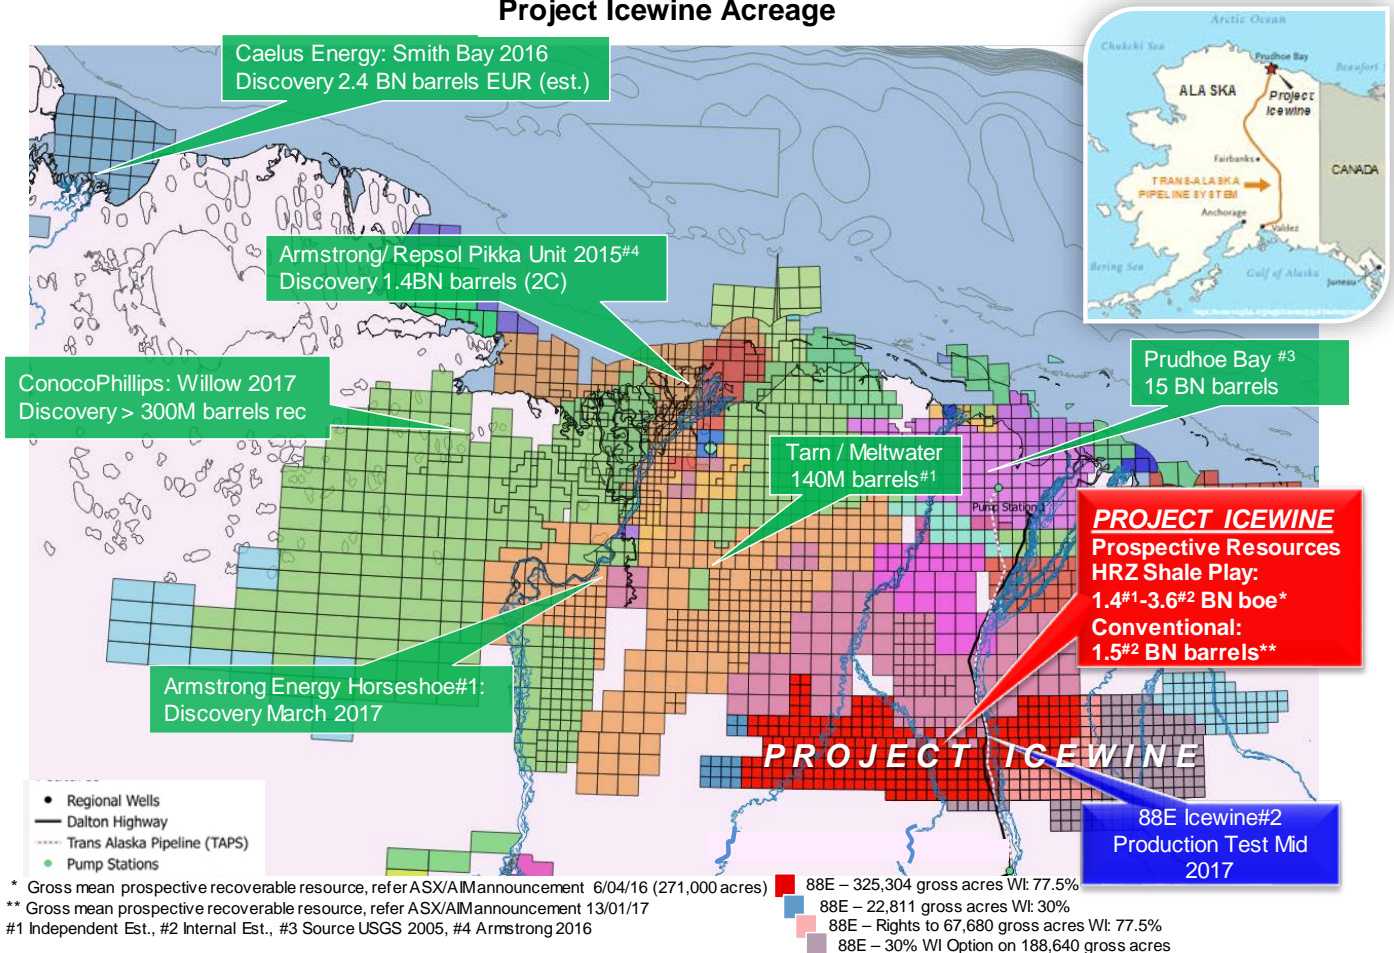 Project Icewine Acreage
Caelus Energy: Smith Bay 2016
Discovery 2.4 BN barrels EUR (est.)
Arctic Ocean
Chukchi Sea
Prudhoe Bay
Beaufort
ALASKA
Project
Icewine
Fairbanks
CANADA
TRANS-ALASKA
PIPELINE SYSTEM
Anchorage
Valdez
Bering Sea
Gulf of Alaska
Juneau
Armstrong/ Repsol Pikka Unit 2015#4
Discovery 1.4BN barrels (2C)
ConocoPhillips: Willow 2017
Discovery > 300M barrels rec
Prudhoe Bay #3
15 BN barrels
Tarn / Meltwater
140M barrels#1
Pump Station 1
PROJECT ICEWINE
Prospective Resources
HRZ Shale Play:
1.4#1-3.6#2 BN boe*
Conventional:
1.5#2 BN barrels**
Armstrong Energy Horseshoe#1:
Discovery March 2017
PROJECT ICEWINE
88E Icewine#2
Production Test Mid
2017
Features
Regional Wells
Dalton Highway
Trans Alaska Pipeline (TAPS)
Pump Stations
* Gross mean prospective recoverable resource, refer ASX/AIM announcement 6/04/16 (271,000 acres)
** Gross mean prospective recoverable resource, refer ASX/AIM announcement 13/01/17
#1 Independent Est., #2 Internal Est., #3 Source USGS 2005, #4 Armstrong 2016
88E – 325,304 gross acres WI: 77.5%
88E – 22,811 gross acres WI: 30%
88E – Rights to 67,680 gross acres WI: 77.5%
88E – 30% WI Option on 188,640 gross acres